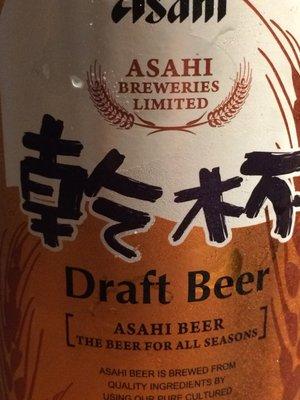 Asahi
ASAHI
BREWERIES
LIMITED
乾杯
Draft Beer
ASAHI BEER
THE BEER FOR ALL SEASONS
ASAHI BEER IS BREWED FROM
QUALITY INGREDIENTS BY
USING OUR PURE CULTURED